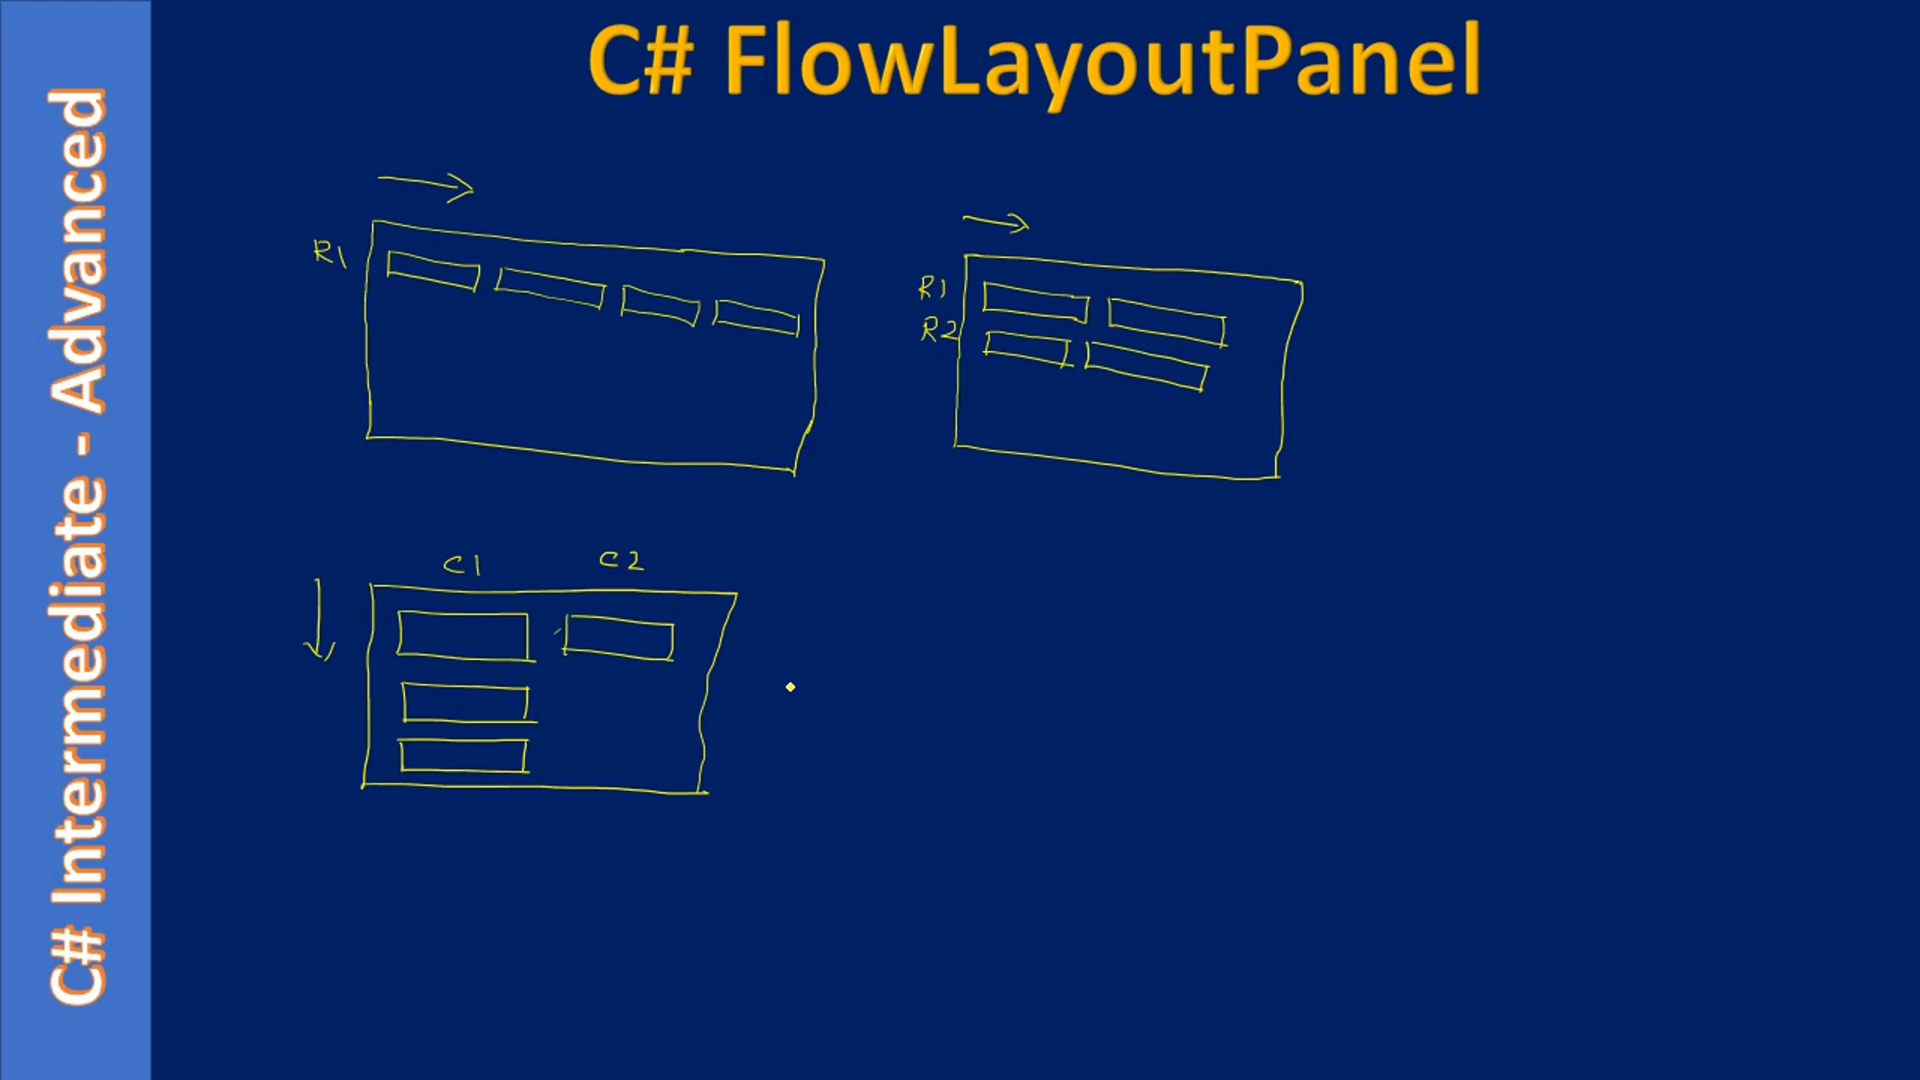 C# FlowLayoutPanel
C# Intermediate - Advanced
R1
R1
R2
C1 C2